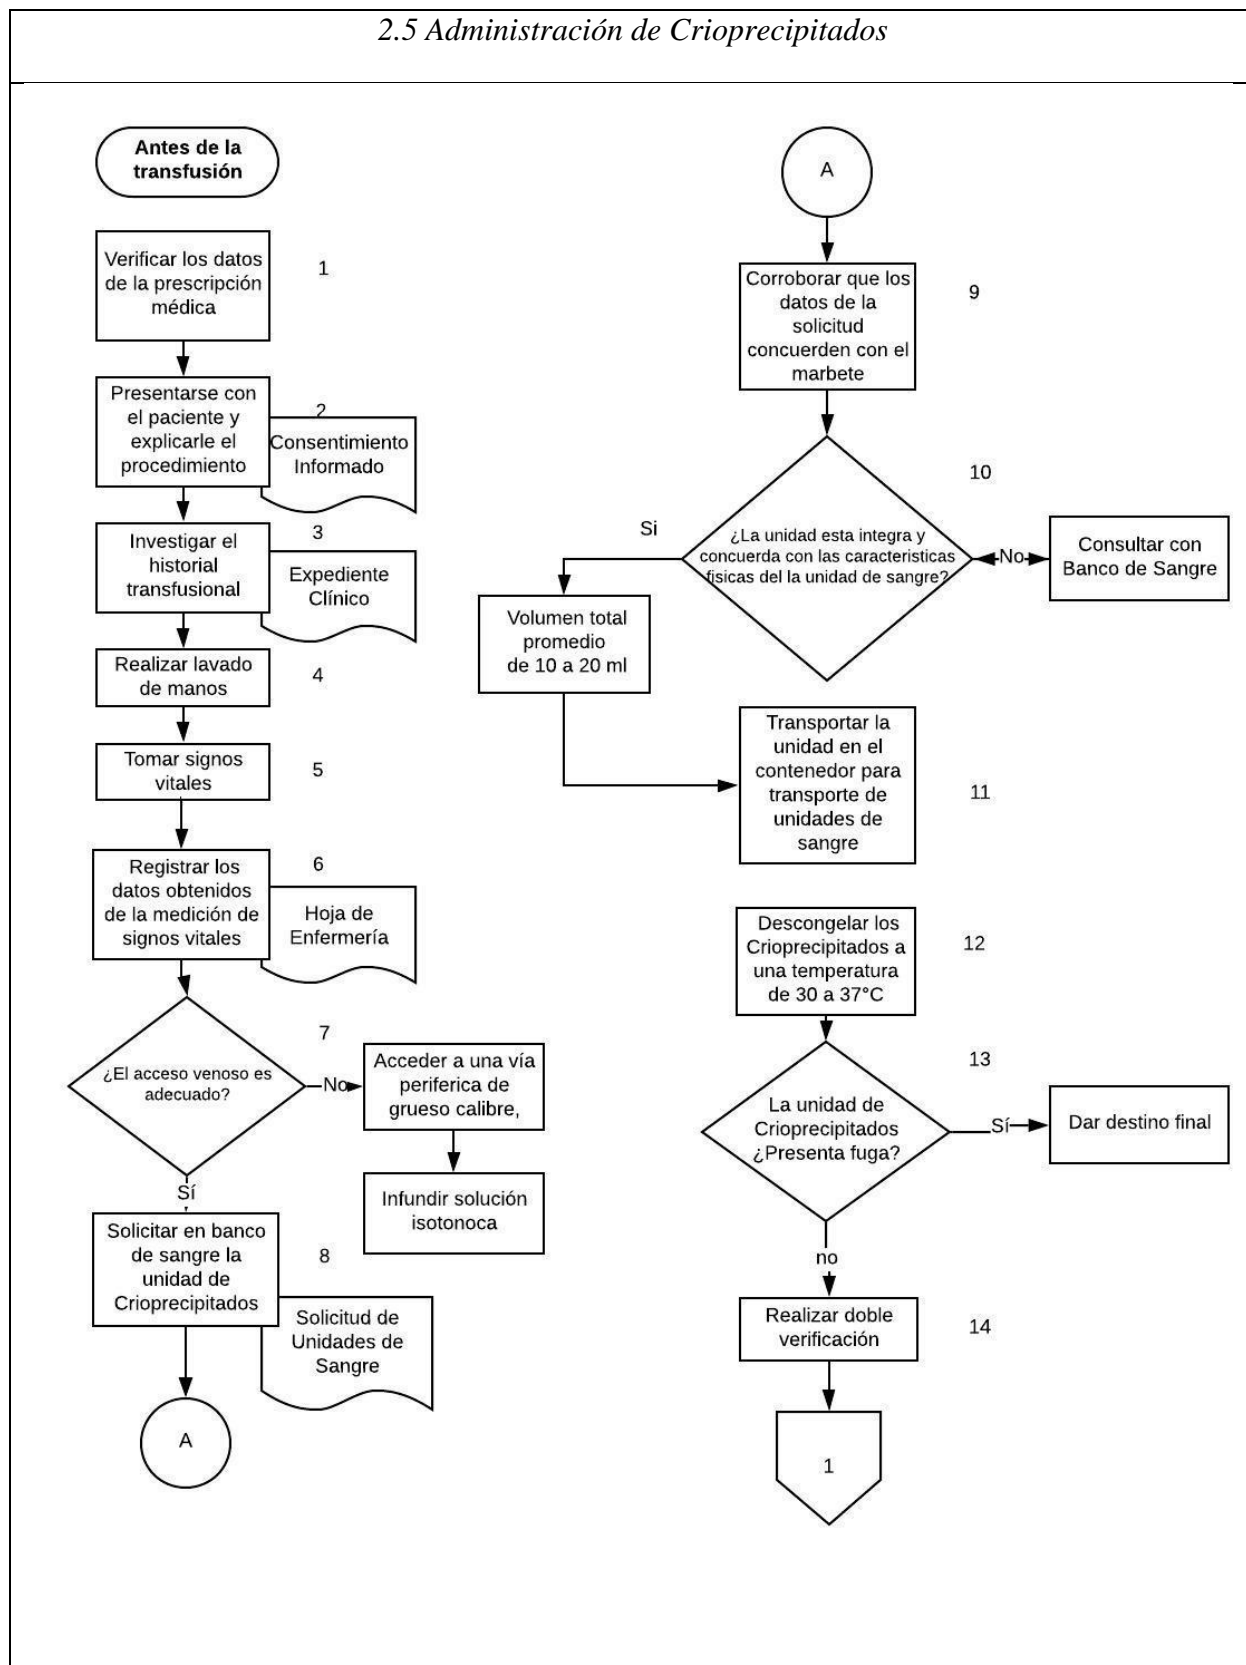 2.5 Administración de Crioprecipitados
Antes de la
transfusión
Verificar los datos
de la prescripción
médica
1
Presentarse con
el paciente y
explicarle el
procedimiento
2
Consentimiento
Informado
Investigar el
historial
transfusional
3
Expediente
Clínico
Realizar lavado
de manos
4
Tomar signos
vitales
5
Registrar los
datos obtenidos
de la medición de
signos vitales
6
Hoja de
Enfermería
¿El acceso venoso es
adecuado?
7
No
Acceder a una vía
periferica de
grueso calibre,
Infundir solución
isotonoca
Sí
Solicitar en banco
de sangre la
unidad de
Crioprecipitados
8
Solicitud de
Unidades de
Sangre
A
A
Corroborar que los
datos de la
solicitud
concuerden con el
marbete
9
¿La unidad esta integra y
concuerda con las caracteristicas
fisicas del la unidad de sangre?
10
No
Consultar con
Banco de Sangre
Si
Volumen total
promedio
de 10 a 20 ml
Transportar la
unidad en el
contenedor para
transporte de
unidades de
sangre
11
Descongelar los
Crioprecipitados a
una temperatura
de 30 a 37°C
12
La unidad de
Crioprecipitados
¿Presenta fuga?
13
Sí
Dar destino final
no
Realizar doble
verificación
14
1